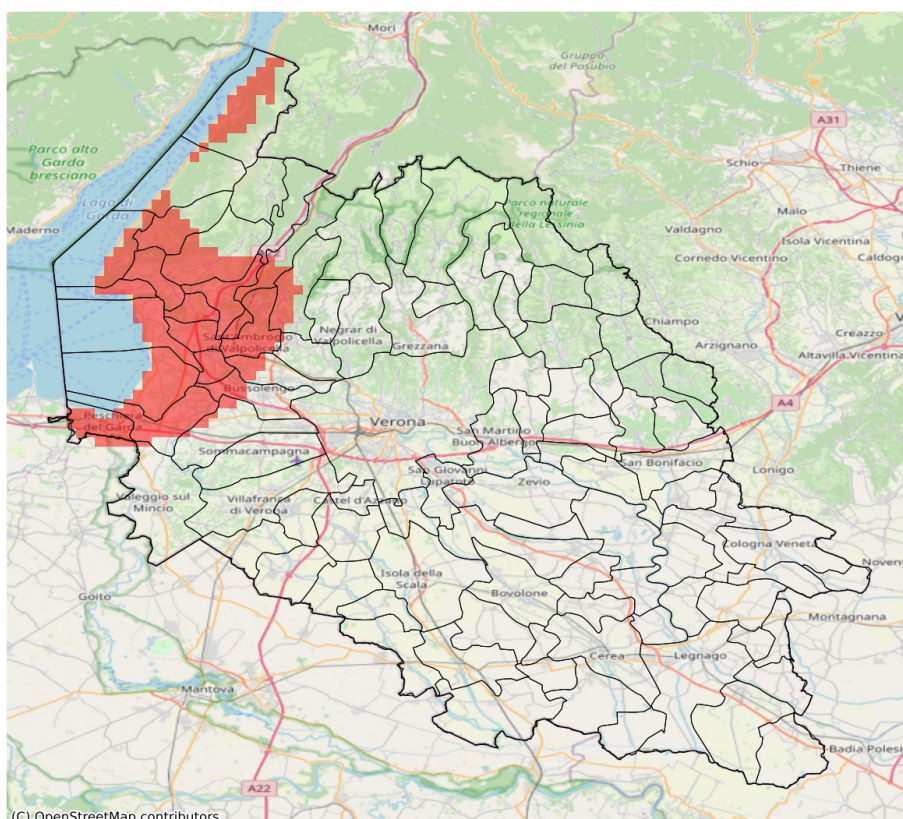 Mori
Gruppo
del Pasubio
A31
Parco alto
Garda
bresciano
Schio
Thiene
Lago di
Garda
Maderno
Parco naturale
regionale
della Lessinia
Malo
Valdagno
Isola Vicentina
Cornedo Vicentino
Caldogn
Chiampo
Sant'Ambrogio
di Valpolicella
Negrar di
Valpolicella
Grezzana
Arzignano
Creazzo
Altavilla Vicentina
Bussolengo
A4
Peschiera
del Garda
Verona
San Martino
Buon Albergo
Sommacampagna
San Giovanni
Lupatoto
San Bonifacio
Lonigo
Zevio
Valeggio sul
Mincio
Villafranca
di Verona
Castel d'Azzano
Cologna Veneta
Noven
Isola della
Scala
Goito
Bovolone
Montagnana
Cerea
Legnago
Mantova
Badia Polesi
A22
(C) OpenStreetMap contributors